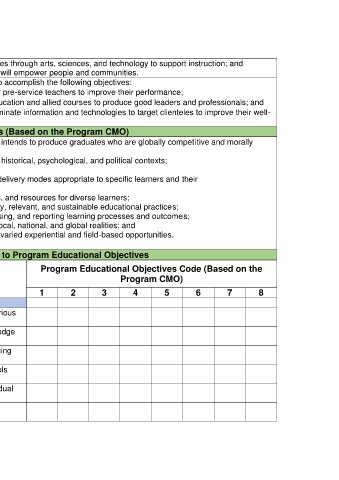 es through arts, sciences, and technology to support instruction; and
will empower people and communities.
o accomplish the following objectives:
pre-service teachers to improve their performance;
ucation and allied courses to produce good leaders and professionals; and
minate information and technologies to target clienteles to improve their well-
s (Based on the Program CMO)
intends to produce graduates who are globally competitive and morally
historical, psychological, and political contexts;
delivery modes appropriate to specific learners and their
s, and resources for diverse learners;
y, relevant, and sustainable educational practices;
sing, and reporting learning processes and outcomes;
ocal, national, and global realities; and
varied experiential and field-based opportunities.
to Program Educational Objectives
Program Educational Objectives Code (Based on the
Program CMO)
1 2 3 4 5 6 7 8
rious
edge
ing
ols
dual